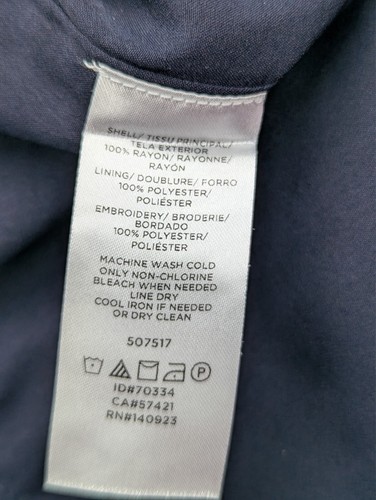 SHELL/ TISSU PRINCIPAL/
TELA EXTERIOR
100% RAYON/ RAYONNE/
RAYÓN
LINING/ DOUBLURE/ FORRO
100% POLYESTER/
POLIÉSTER
EMBROIDERY/ BRODERIE/
BORDADO
100% POLYESTER/
POLIÉSTER
MACHINE WASH COLD
ONLY NON-CHLORINE
BLEACH WHEN NEEDED
LINE DRY
COOL IRON IF NEEDED
OR DRY CLEAN
507517
P
ID#70334
CA#57421
RN#140923